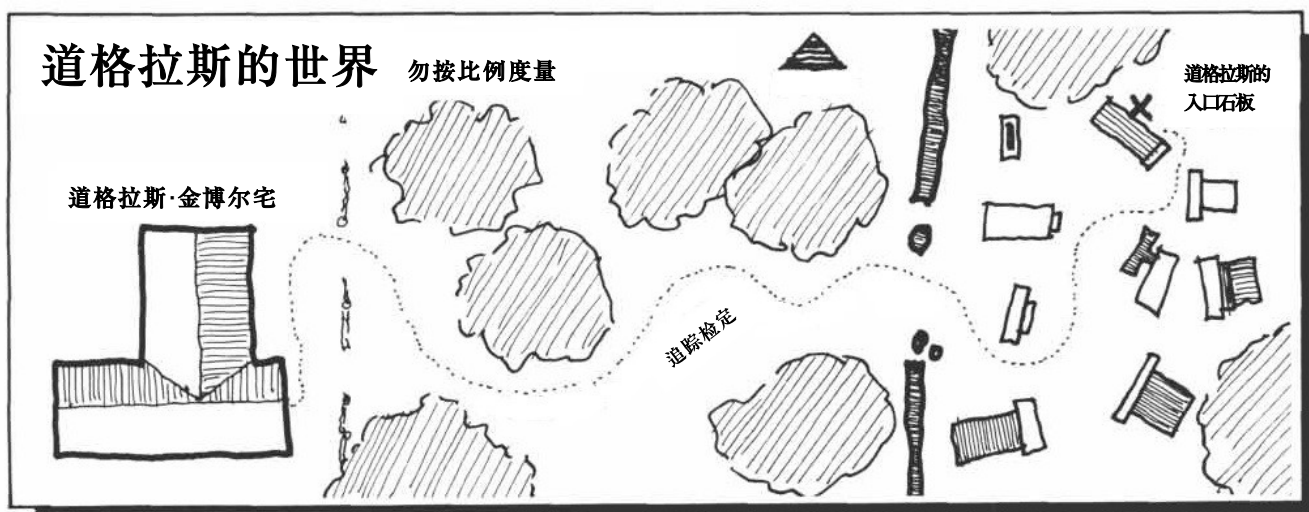 道格拉斯的世界
勿按比例度量
道格拉斯的
入口石板
道格拉斯·金博尔宅
追踪检定